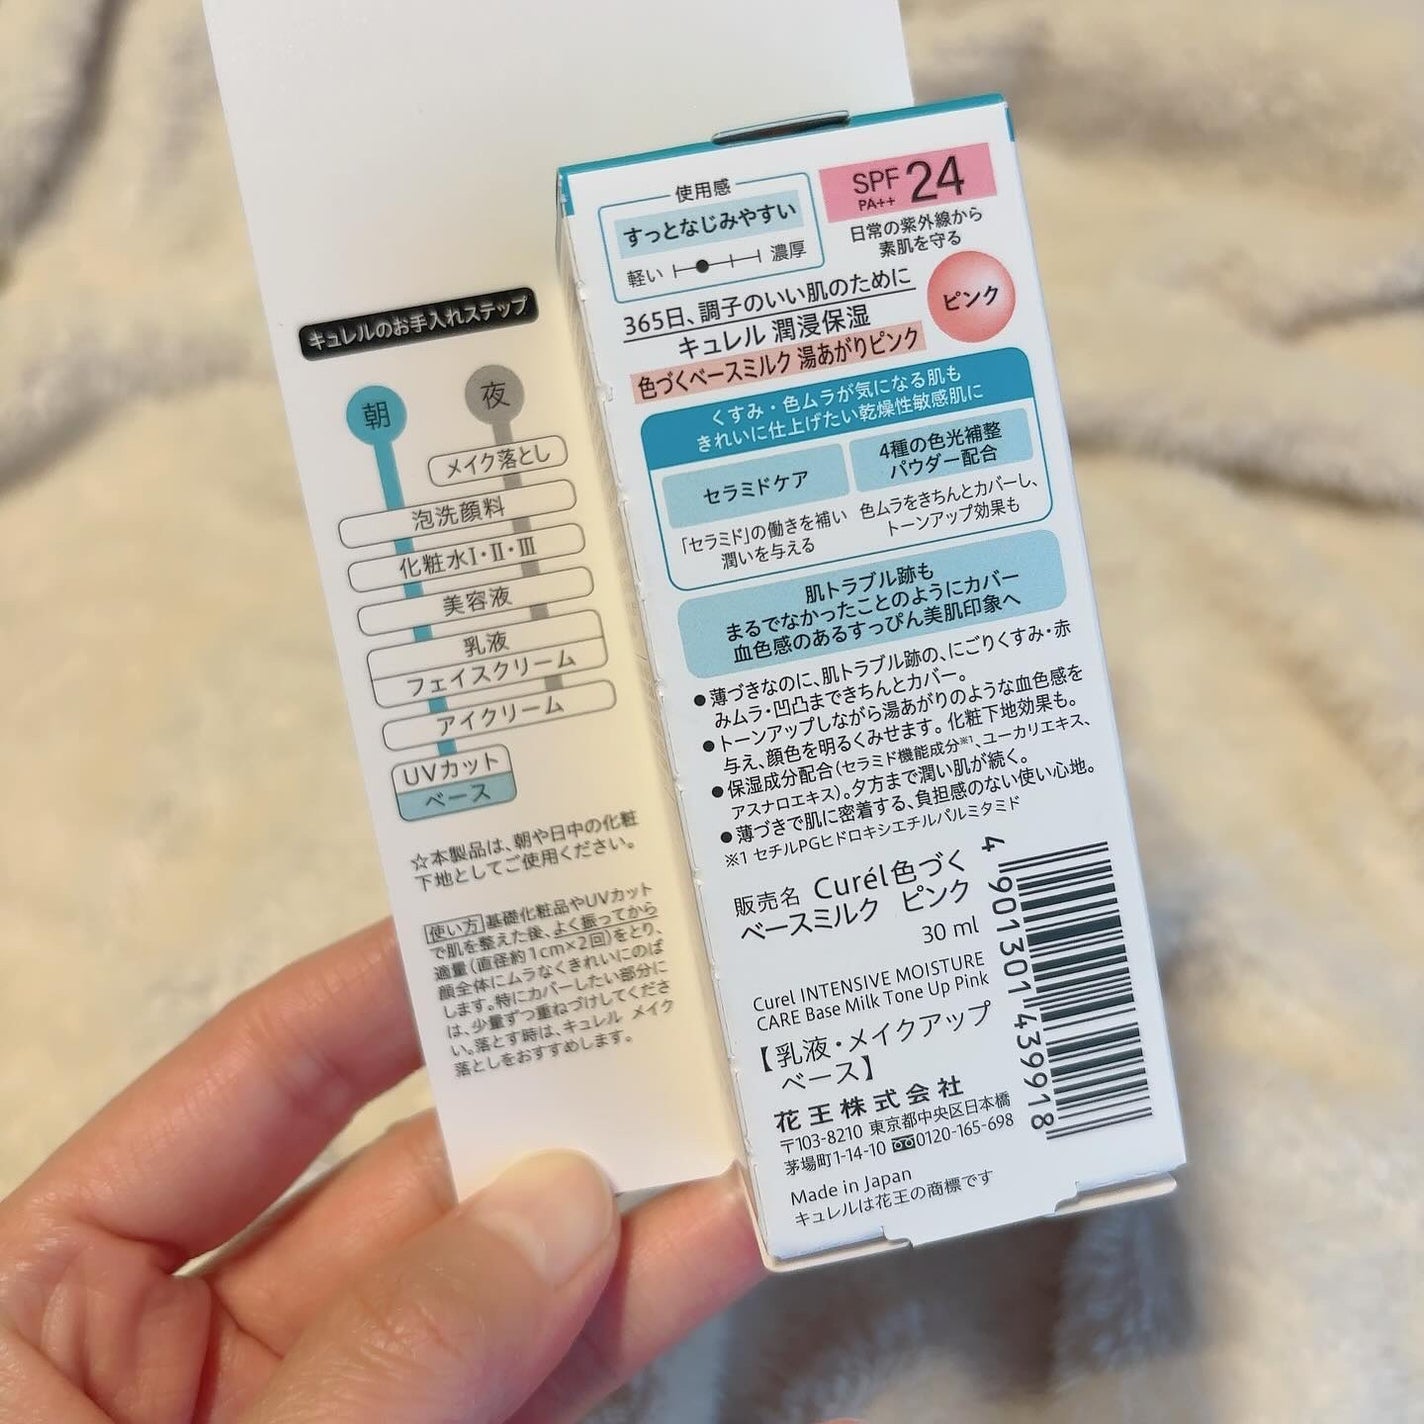 キュレルのお手入れステップ
朝
夜
メイク落とし
泡洗顔料
化粧水Ⅰ・Ⅱ・Ⅲ
美容液
乳液
フェイスクリーム
アイクリーム
UVカット
ベース
☆本製品は、朝や日中の化粧
下地としてご使用ください。
使い方 基礎化粧品やUVカット
で肌を整えた後、よく振ってから
適量(直径約1cm×2回)をとり、
顔全体にムラなくきれいにのば
します。特にカバーしたい部分に
は、少量ずつ重ねづけしてくださ
い。落とす時は、キュレル メイク
落としをおすすめします。
使用感
すっとなじみやすい
軽い 濃厚
SPF 24
PA++
日常の紫外線から
素肌を守る
365日、調子のいい肌のために
キュレル 潤浸保湿
色づくベースミルク 湯あがりピンク
ピンク
くすみ・色ムラが気になる肌も
きれいに仕上げたい乾燥性敏感肌に
セラミドケア
「セラミド」の働きを補い
潤いを与える
4種の色光補整
パウダー配合
色ムラをきちんとカバーし、
トーンアップ効果も
肌トラブル跡も
まるでなかったことのようにカバー
血色感のあるすっぴん美肌印象へ
●薄づきなのに、肌トラブル跡の、にごりくすみ・赤
みムラ・凹凸まできちんとカバー。
●トーンアップしながら湯あがりのような血色感を
与え、顔色を明るくみせます。化粧下地効果も。
●保湿成分配合(セラミド機能成分※1、ユーカリエキス、
アスナロエキス)。夕方まで潤い肌が続く。
●薄づきで肌に密着する、負担感のない使い心地。
※1 セチルPGヒドロキシエチルパルミタミド
販売名 Curél色づく
ベースミルク ピンク
30 ml
Curel INTENSIVE MOISTURE
CARE Base Milk Tone Up Pink
【乳液・メイクアップ
ベース】
花王株式会社
〒103-8210 東京都中央区日本橋
茅場町1-14-10 0120-165-698
Made in Japan
キュレルは花王の商標です
4 901301 439918